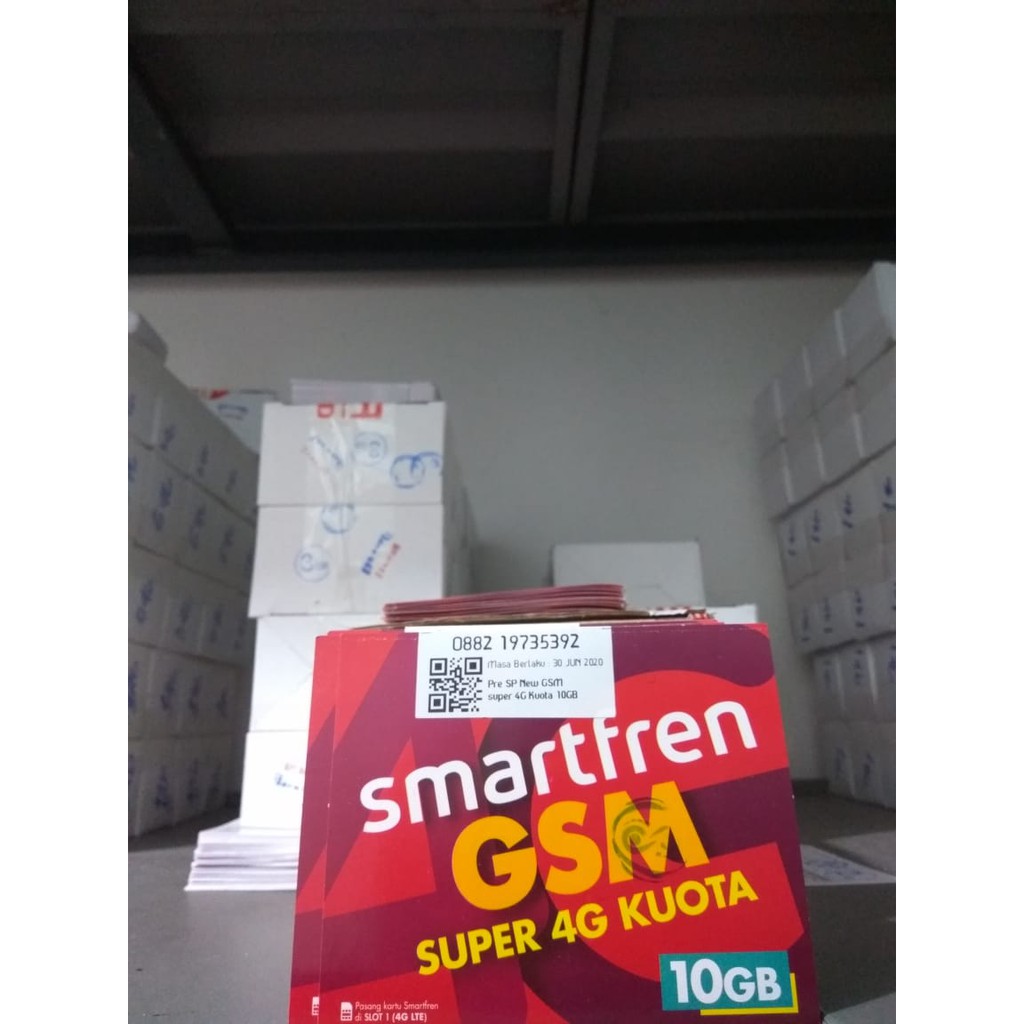 0882 19735392
Masa Berlaku : 30 JUN 2020
Pre SP New GSM
super 4G Kuota 10GB
smartfren
GSM
SUPER 4G KUOTA
10GB
Pasang kartu Smartfren
di SLOT 1 (4G LTE)